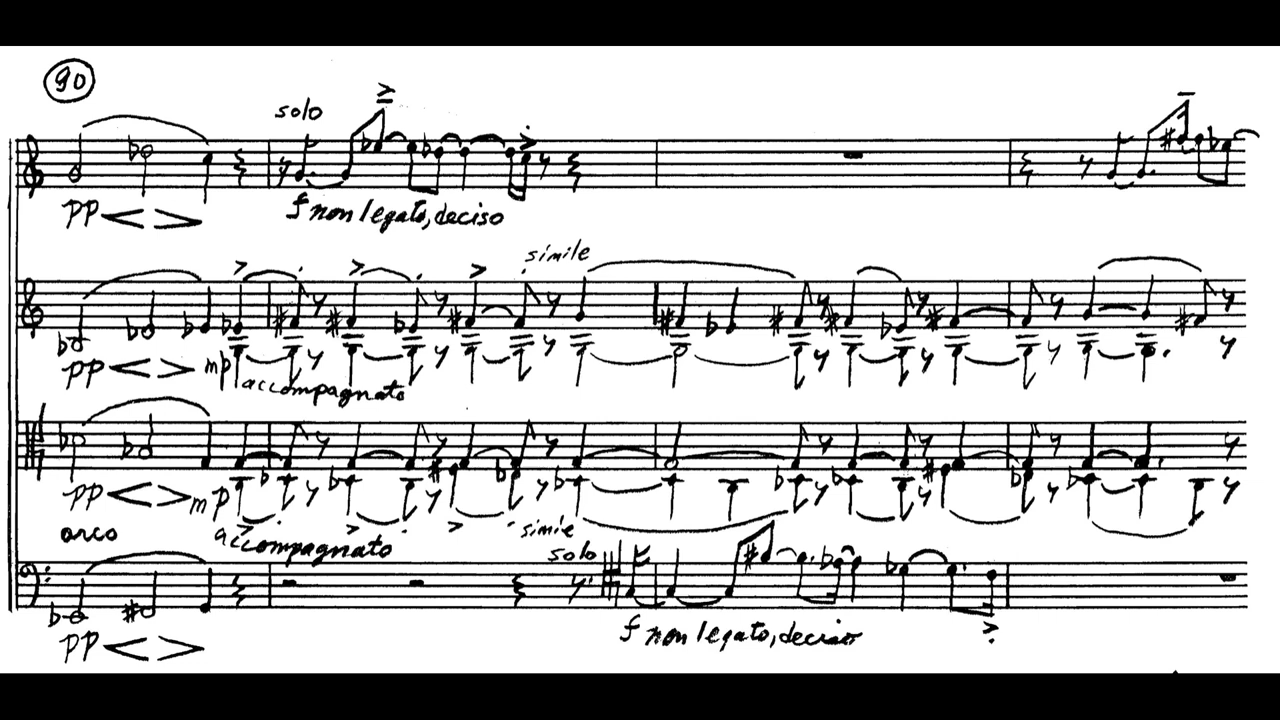 90
solo
pp
f non legato, deciso
simile
pp mp accompagnato
pp mp
arco accompagnato simie
solo
pp
f non legato, deciso